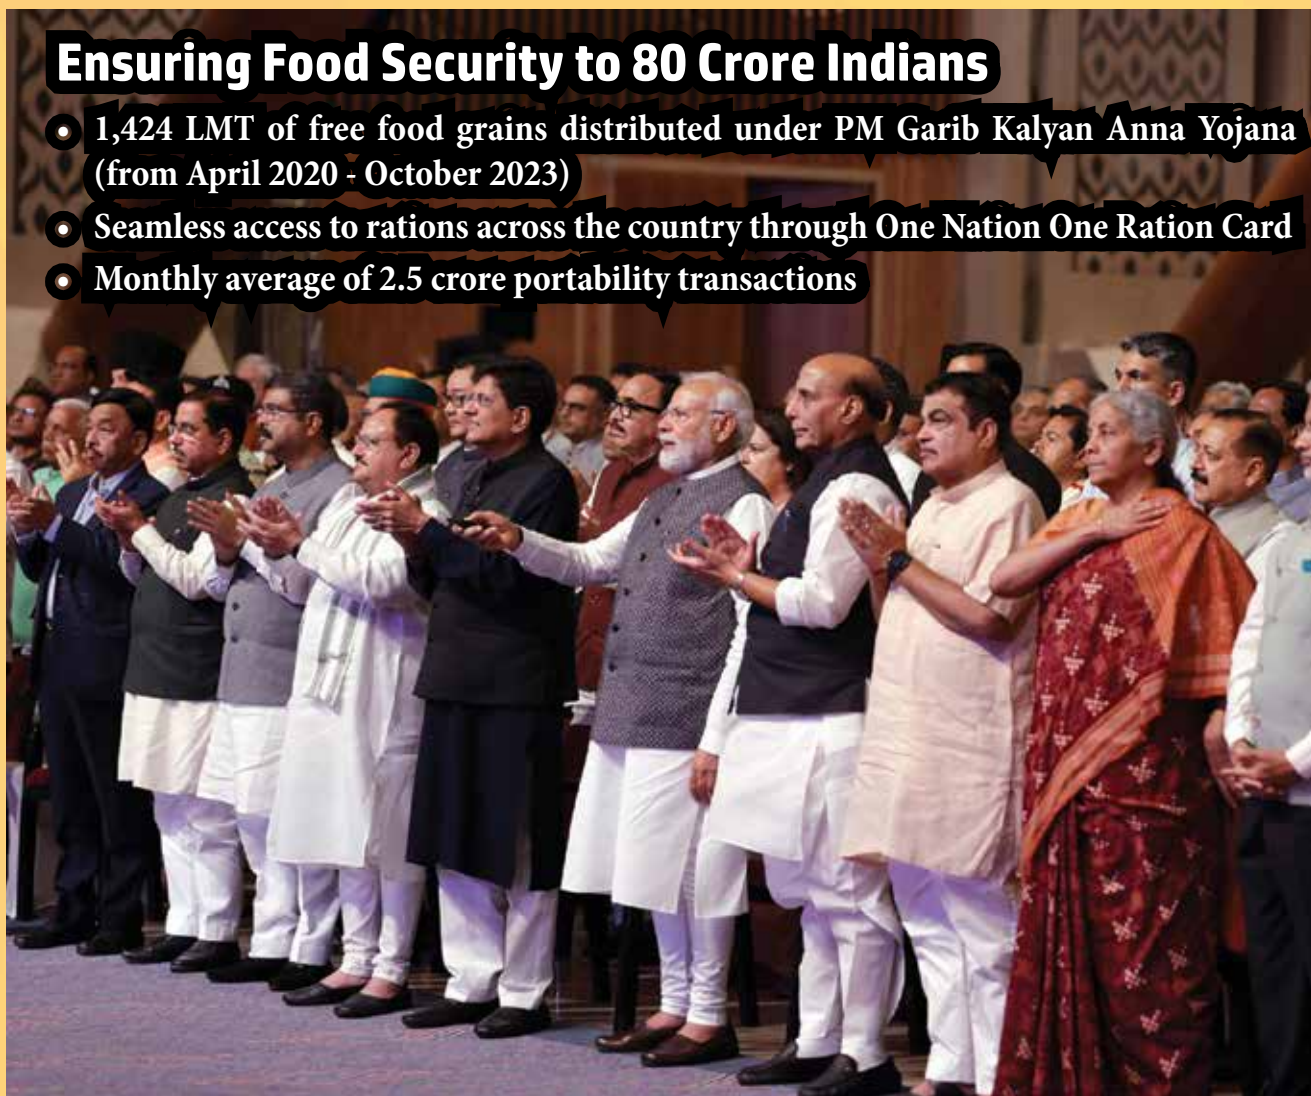 Ensuring Food Security to 80 Crore Indians
1,424 LMT of free food grains distributed under PM Garib Kalyan Anna Yojana
(from April 2020 - October 2023)
Seamless access to rations across the country through One Nation One Ration Card
Monthly average of 2.5 crore portability transactions